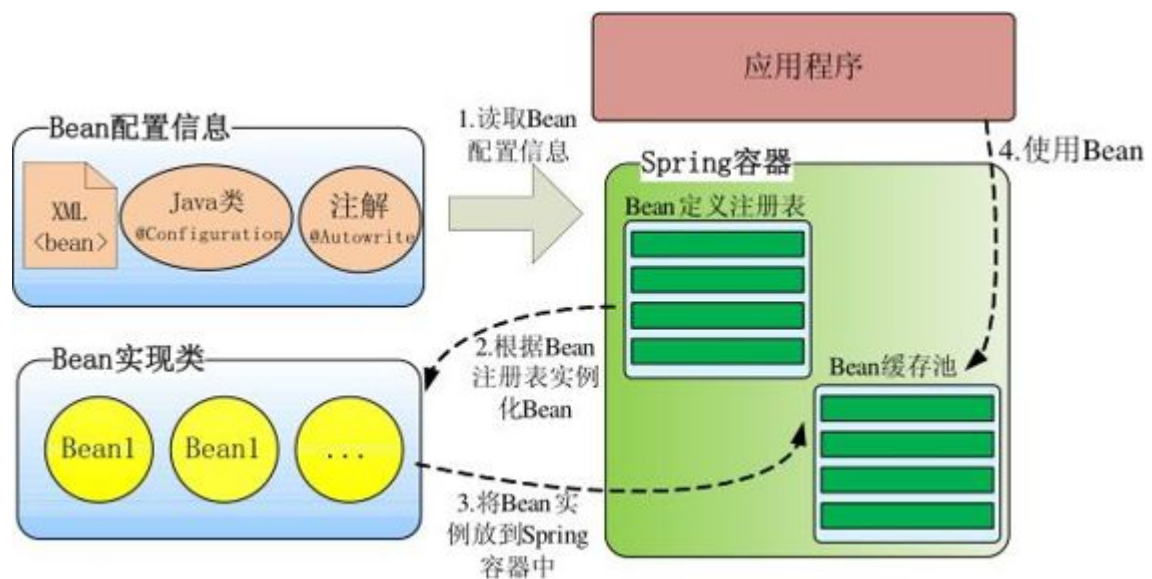 应用程序
Bean配置信息
XML
<bean>
Java类
@Configuration
注解
@Autowrite
1.读取Bean
配置信息
4.使用Bean
Spring容器
Bean定义注册表
Bean实现类
Bean1
Bean1
...
2.根据Bean
注册表实例
化Bean
Bean缓存池
3.将Bean实
例放到Spring
容器中